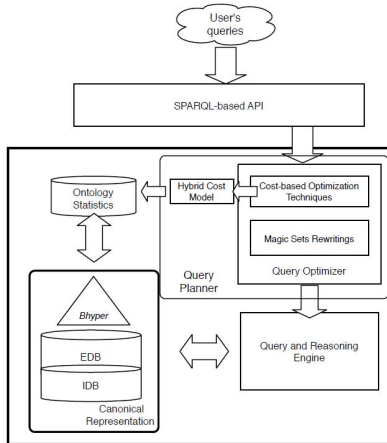 User's
queries
SPARQL-based API
Ontology
Statistics
Hybrid Cost
Model
Cost-based Optimization
Techniques
Magic Sets Rewritings
Query Optimizer
Query
Planner
Bhyper
EDB
IDB
Canonical
Representation
Query and Reasoning
Engine